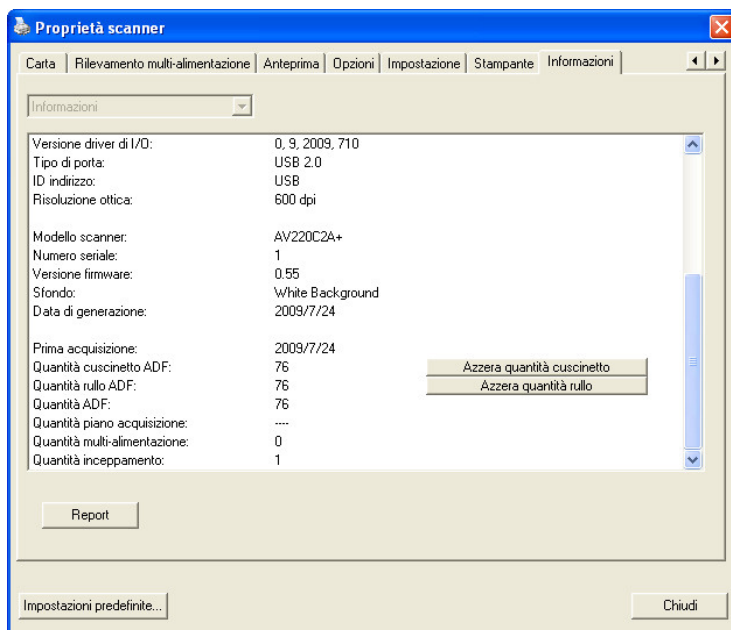 Proprietà scanner
Carta Rilevamento multi-alimentazione Anteprima Opzioni Impostazione Stampante Informazioni
Informazioni
Versione driver di I/O: 0, 9, 2009, 710
Tipo di porta: USB 2.0
ID indirizzo: USB
Risoluzione ottica: 600 dpi
Modello scanner: AV220C2A+
Numero seriale: 1
Versione firmware: 0.55
Sfondo: White Background
Data di generazione: 2009/7/24
Prima acquisizione: 2009/7/24
Quantità cuscinetto ADF: 76 Azzera quantità cuscinetto
Quantità rullo ADF: 76 Azzera quantità rullo
Quantità ADF: 76
Quantità piano acquisizione: ----
Quantità multi-alimentazione: 0
Quantità inceppamento: 1
Report
Impostazioni predefinite... Chiudi